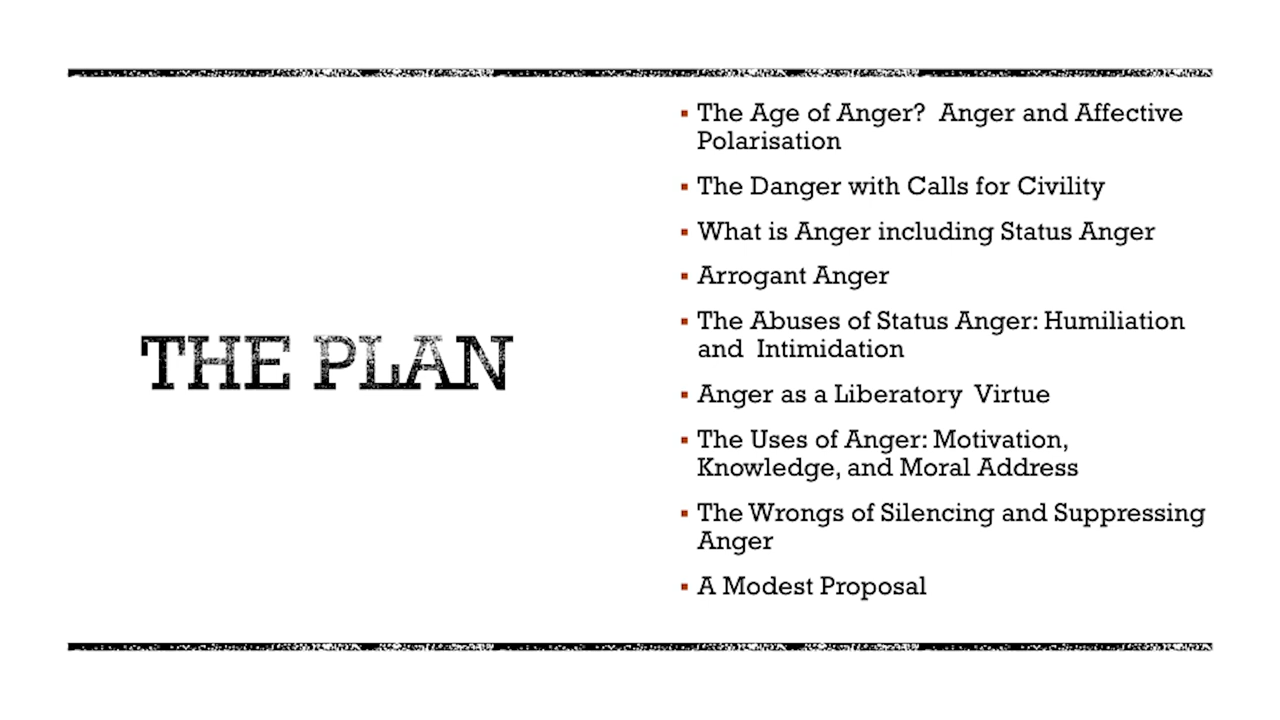 THE PLAN
▪ The Age of Anger?  Anger and Affective
Polarisation
▪ The Danger with Calls for Civility
▪ What is Anger including Status Anger
▪ Arrogant Anger
▪ The Abuses of Status Anger: Humiliation
and  Intimidation
▪ Anger as a Liberatory  Virtue
▪ The Uses of Anger: Motivation,
Knowledge, and Moral Address
▪ The Wrongs of Silencing and Suppressing
Anger
▪ A Modest Proposal